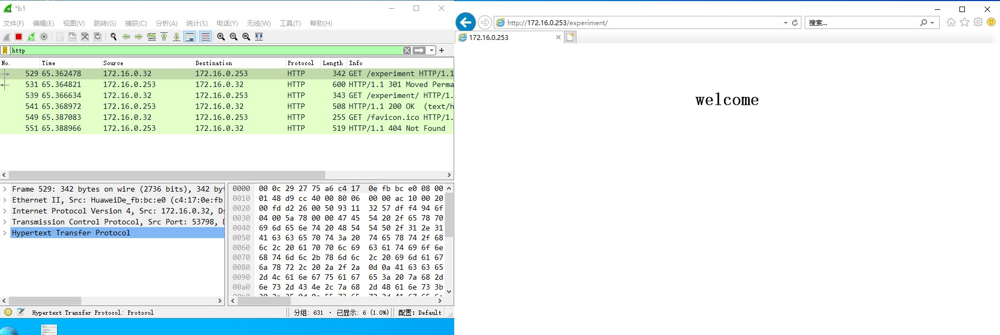 *b1
文件(F) 编辑(E) 视图(V) 跳转(G) 捕获(C) 分析(A) 统计(S) 电话(Y) 无线(W) 工具(T) 帮助(H)
http
No. Time Source Destination Protocol Length Info
529 65.362478 172.16.0.32 172.16.0.253 HTTP 342 GET /experiment HTTP/1.1
531 65.364821 172.16.0.253 172.16.0.32 HTTP 600 HTTP/1.1 301 Moved Perma
539 65.366634 172.16.0.32 172.16.0.253 HTTP 343 GET /experiment/ HTTP/1.
541 65.368972 172.16.0.253 172.16.0.32 HTTP 508 HTTP/1.1 200 OK (text/h
549 65.387083 172.16.0.32 172.16.0.253 HTTP 255 GET /favicon.ico HTTP/1.
551 65.388966 172.16.0.253 172.16.0.32 HTTP 519 HTTP/1.1 404 Not Found
Frame 529: 342 bytes on wire (2736 bits), 342 byt
Ethernet II, Src: HuaweiDe_fb:bc:e0 (c4:17:0e:fb
Internet Protocol Version 4, Src: 172.16.0.32, Ds
Transmission Control Protocol, Src Port: 53798, D
Hypertext Transfer Protocol
0000 00 0c 29 27 75 a6 c4 17 0e fb bc e0 08 00
0010 01 48 d9 cc 40 00 80 06 00 00 ac 10 00 20
0020 00 fd d2 26 00 50 93 11 32 57 df f4 94 6f
0030 04 00 5a 78 00 00 47 45 54 20 2f 65 78 70
0040 69 6d 65 6e 74 20 48 54 54 50 2f 31 2e 31
0050 41 63 63 65 70 74 3a 20 74 65 78 74 2f 68
0060 6c 2c 20 61 70 70 6c 69 63 61 74 69 6f 6e
0070 68 74 6d 6c 2b 78 6d 6c 2c 20 69 6d 61 67
0080 6a 78 72 2c 20 2a 2f 2a 0d 0a 41 63 63 65
0090 2d 4c 61 6e 67 75 61 67 65 3a 20 7a 68 2d
00a0 6e 73 2d 43 4e 2c 7a 68 2d 48 61 6e 73 3b
Hypertext Transfer Protocol: Protocol
分组: 631 · 已显示: 6 (1.0%)
配置: Default
http://172.16.0.253/experiment/
搜索...
172.16.0.253
welcome